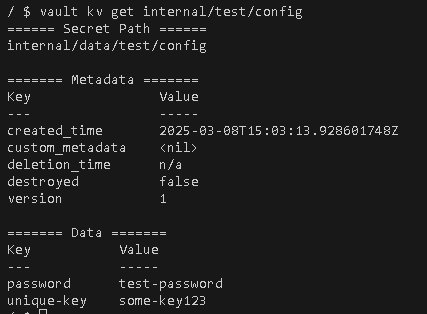 / $ vault kv get internal/test/config
====== Secret Path ======
internal/data/test/config

======= Metadata =======
Key                Value
---                -----
created_time       2025-03-08T15:03:13.928601748Z
custom_metadata    <nil>
deletion_time      n/a
destroyed          false
version            1

======= Data =======
Key           Value
---           -----
password      test-password
unique-key    some-key123
/ $